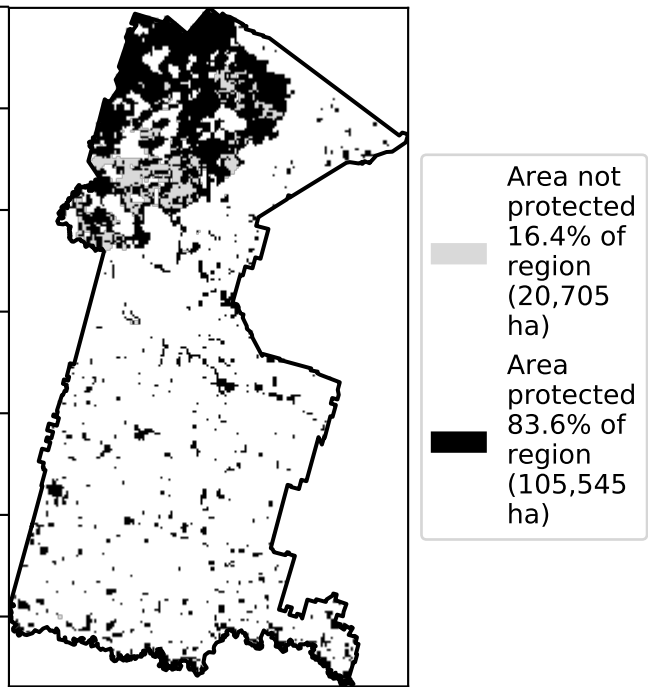 Area not
protected
16.4% of
region
(20,705
ha)
Area
protected
83.6% of
region
(105,545
ha)